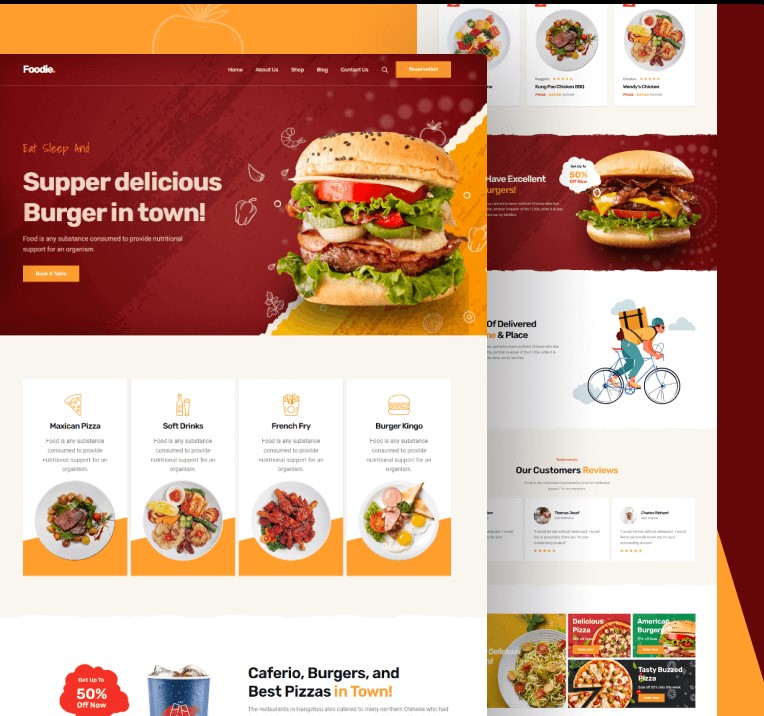 Foodie.
Home
About Us
Shop
Blog
Contact Us
Reservation
Eat Sleep And
Supper delicious
Burger in town!
Food is any substance consumed to provide nutritional
support for an organism.
Book A Table
Maxican Pizza
Food is any substance
consumed to provide
nutritional support for an
organism.
Soft Drinks
Food is any substance
consumed to provide
nutritional support for an
organism.
French Fry
Food is any substance
consumed to provide
nutritional support for an
organism.
Burger Kingo
Food is any substance
consumed to provide
nutritional support for an
organism.
Get Up To
50%
Off Now
Caferio, Burgers, and
Best Pizzas in Town!
The restaurants in Hangzhou also catered to many northern Chinese who had
Kung Pao Chicken BBQ
Chicken
Wendy's Chicken
Have Excellent
urgers!
Get Up To
50%
Off Now
Of Delivered
& Place
Testimonials
Our Customers Reviews
Thomas Josef
Charles Richard
Delicious
Delicious
Pizza
American
Burgers
Tasty Buzzed
Pizza